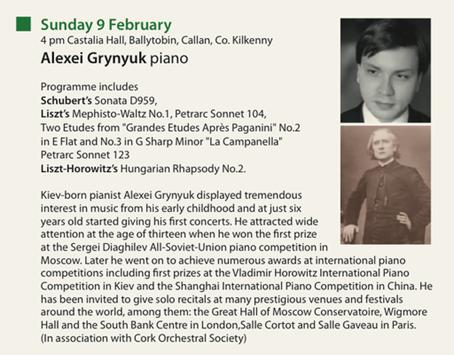 Sunday 9 February
4 pm Castalia Hall, Ballytobin, Callan, Co. Kilkenny
Alexei Grynyuk piano
Programme includes
Schubert's Sonata D959,
Liszt's Mephisto-Waltz No.1, Petrarc Sonnet 104,
Two Etudes from "Grandes Etudes Après Paganini" No.2
in E Flat and No.3 in G Sharp Minor "La Campanella"
Petrarc Sonnet 123
Liszt-Horowitz's Hungarian Rhapsody No.2.
Kiev-born pianist Alexei Grynyuk displayed tremendous
interest in music from his early childhood and at just six
years old started giving his first concerts. He attracted wide
attention at the age of thirteen when he won the first prize
at the Sergei Diaghilev All-Soviet-Union piano competition in
Moscow. Later he went on to achieve numerous awards at international piano
competitions including first prizes at the Vladimir Horowitz International Piano
Competition in Kiev and the Shanghai International Piano Competition in China. He
has been invited to give solo recitals at many prestigious venues and festivals
around the world, among them: the Great Hall of Moscow Conservatoire, Wigmore
Hall and the South Bank Centre in London,Salle Cortot and Salle Gaveau in Paris.
(In association with Cork Orchestral Society)